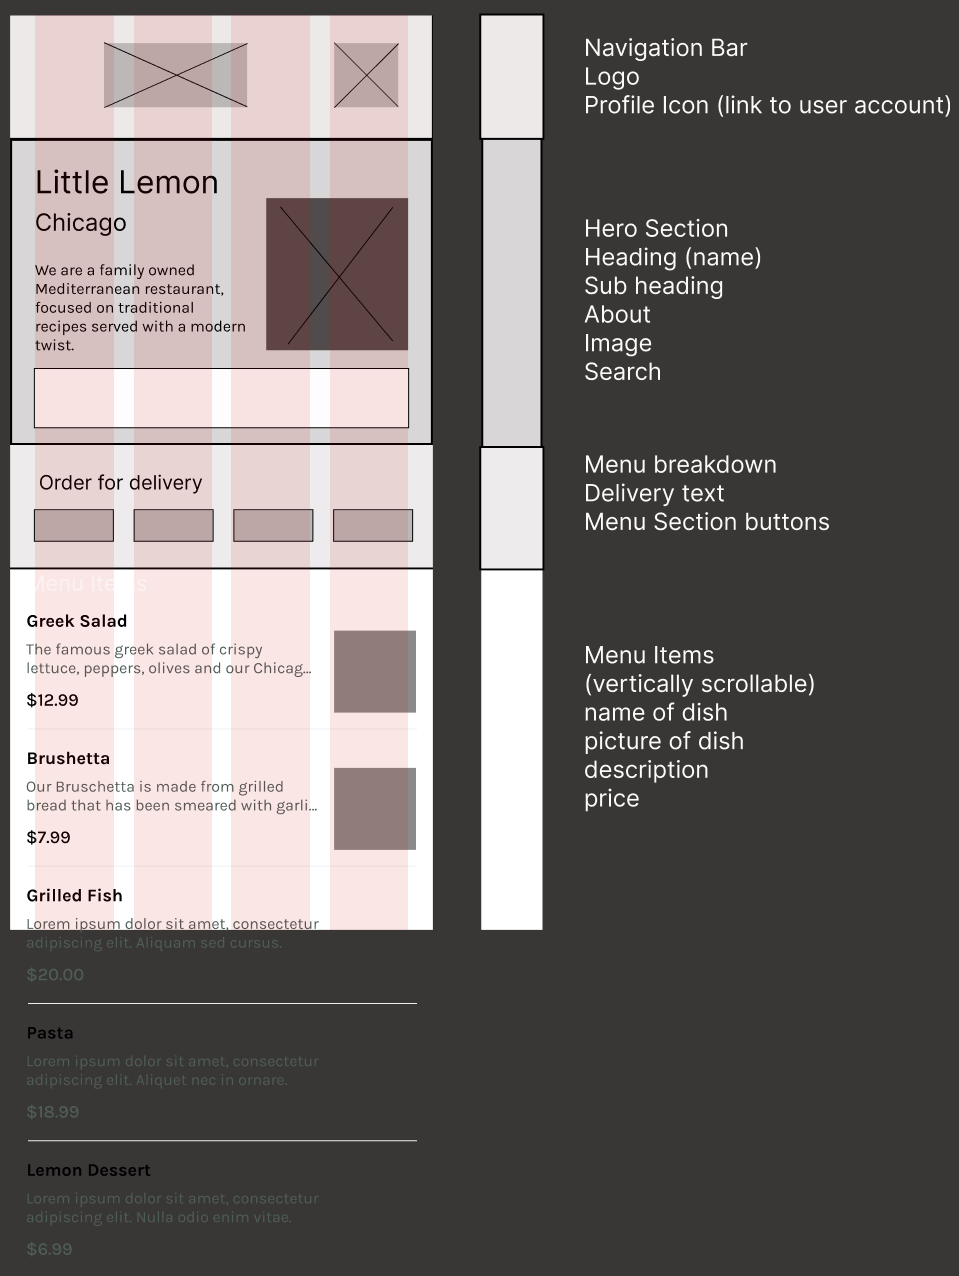 Little Lemon
Chicago
We are a family owned
Mediterranean restaurant,
focused on traditional
recipes served with a modern
twist.
Order for delivery
Menu Items
Greek Salad
The famous greek salad of crispy
lettuce, peppers, olives and our Chicag...
$12.99
Brushetta
Our Bruschetta is made from grilled
bread that has been smeared with garli...
$7.99
Grilled Fish
Lorem ipsum dolor sit amet, consectetur
adipiscing elit. Aliquam sed cursus.
$20.00
Pasta
Lorem ipsum dolor sit amet, consectetur
adipiscing elit. Aliquet nec in ornare.
$18.99
Lemon Dessert
Lorem ipsum dolor sit amet, consectetur
adipiscing elit. Nulla odio enim vitae.
$6.99
Navigation Bar
Logo
Profile Icon (link to user account)
Hero Section
Heading (name)
Sub heading
About
Image
Search
Menu breakdown
Delivery text
Menu Section buttons
Menu Items
(vertically scrollable)
name of dish
picture of dish
description
price